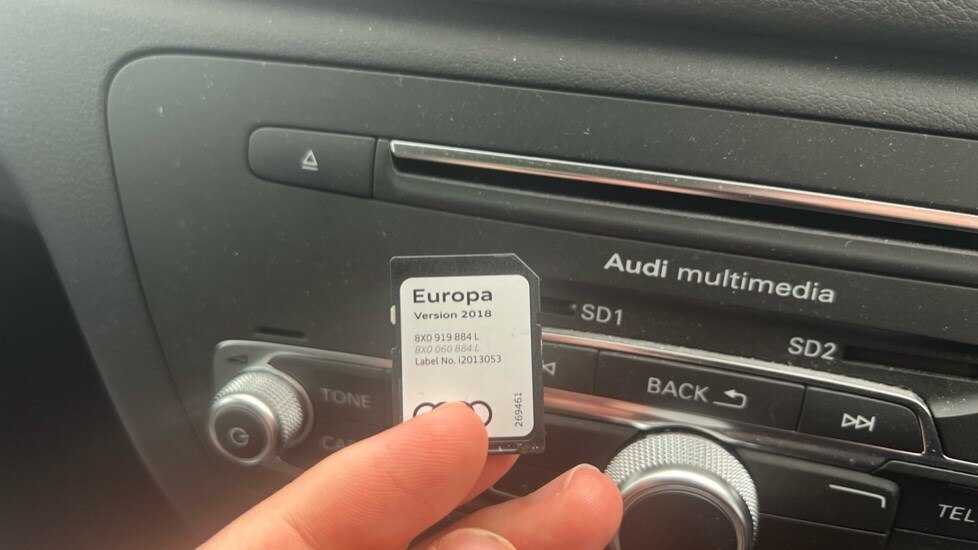 Audi multimedia
Europa
Version 2018
8X0 919 884 L
8X0 060 884 L
Label No. i2013053
269461
SD1
SD2
TONE
BACK
TEL